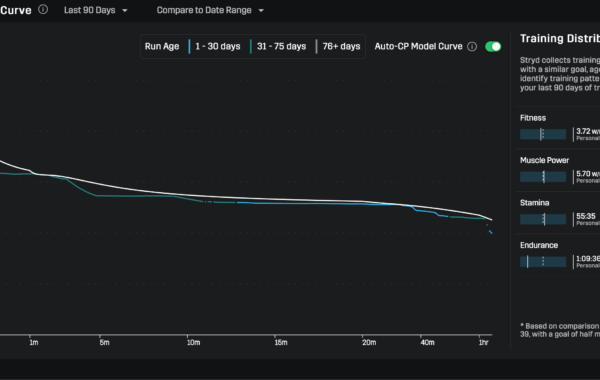 Curve ⓘ Last 90 Days Compare to Date Range
Run Age 1 - 30 days 31 - 75 days 76+ days Auto-CP Model Curve ⓘ
Training Distrib
Stryd collects training
with a similar goal, age
identify training patte
your last 90 days of tr
Fitness
3.72 w/
Personal
Muscle Power
5.70 w/
Personal
Stamina
55:35
Personal
Endurance
1:09:36
Personal
1m 5m 10m 15m 20m 40m 1hr
* Based on comparison
39, with a goal of half m